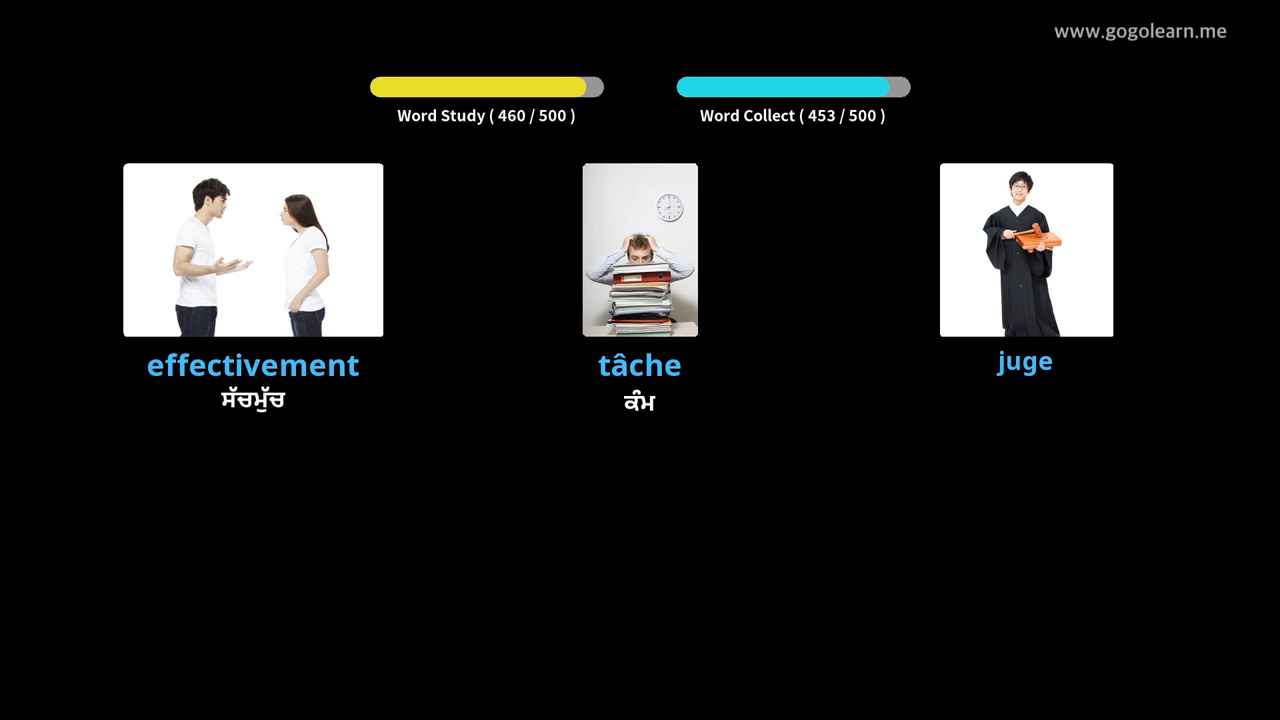 www.gogolearn.me
Word Study ( 460 / 500 )
Word Collect ( 453 / 500 )
effectivement
tâche
juge
ਸੱਚਮੁੱਚ
ਕੰਮ